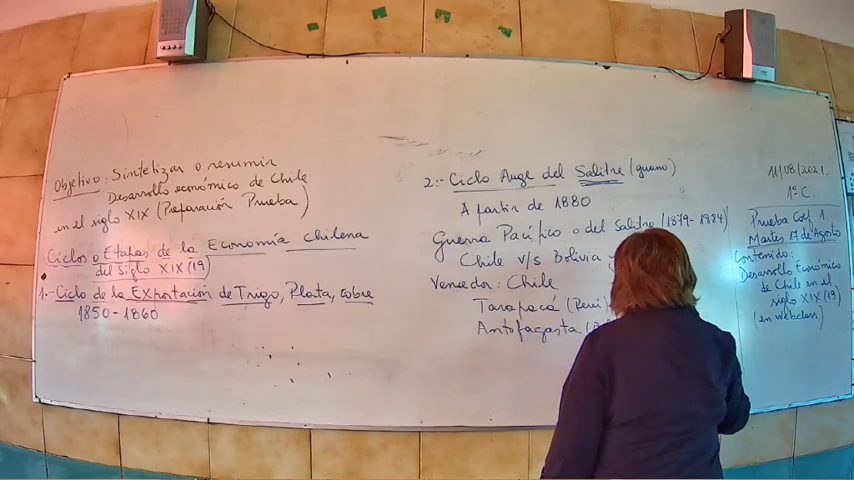 Objetivo: Sintetizar o resumir
Desarrollo económico de Chile
en el siglo XIX (Preparación Prueba)
Ciclos o Etapas de la Economía Chilena
del Siglo XIX (19)
1.- Ciclo de la Exportación de Trigo, Plata, cobre
1850-1860
2.- Ciclo Auge del Salitre (guano)
A partir de 1880
Guerra Pacífico o del Salitre (1879-1884)
Chile v/s Bolivia
Vencedor: Chile
Tarapacá (Perú)
Antofagasta
11/08/2021.
1º C.
Prueba Coef 1
Martes 17 de Agosto
Contenido:
Desarrollo Económico
de Chile en el
siglo XIX (19)
(en webclass)